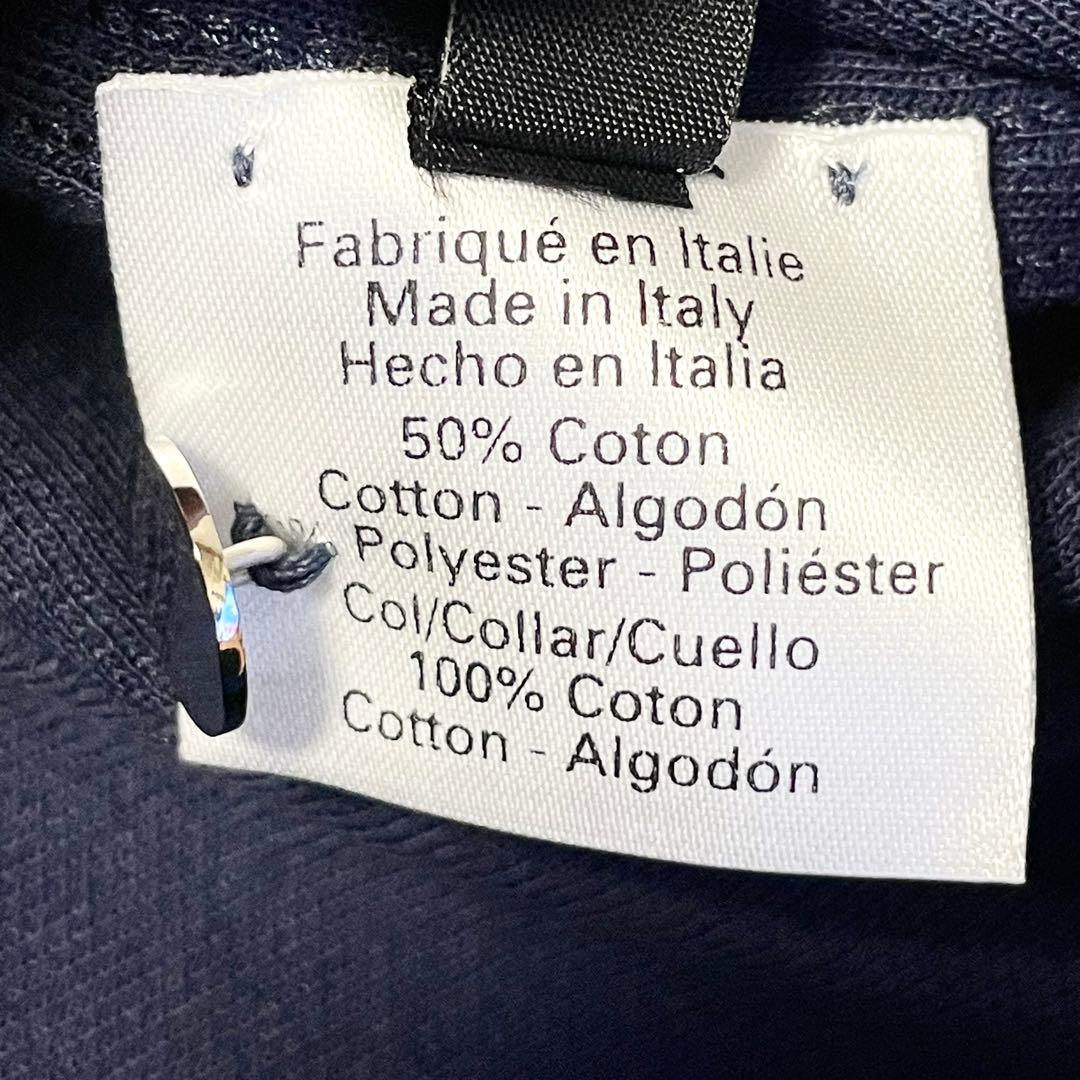 Fabriqué en Italie
Made in Italy
Hecho en Italia
50% Coton
Cotton - Algodón
Polyester - Poliéster
Col/Collar/Cuello
100% Coton
Cotton - Algodón